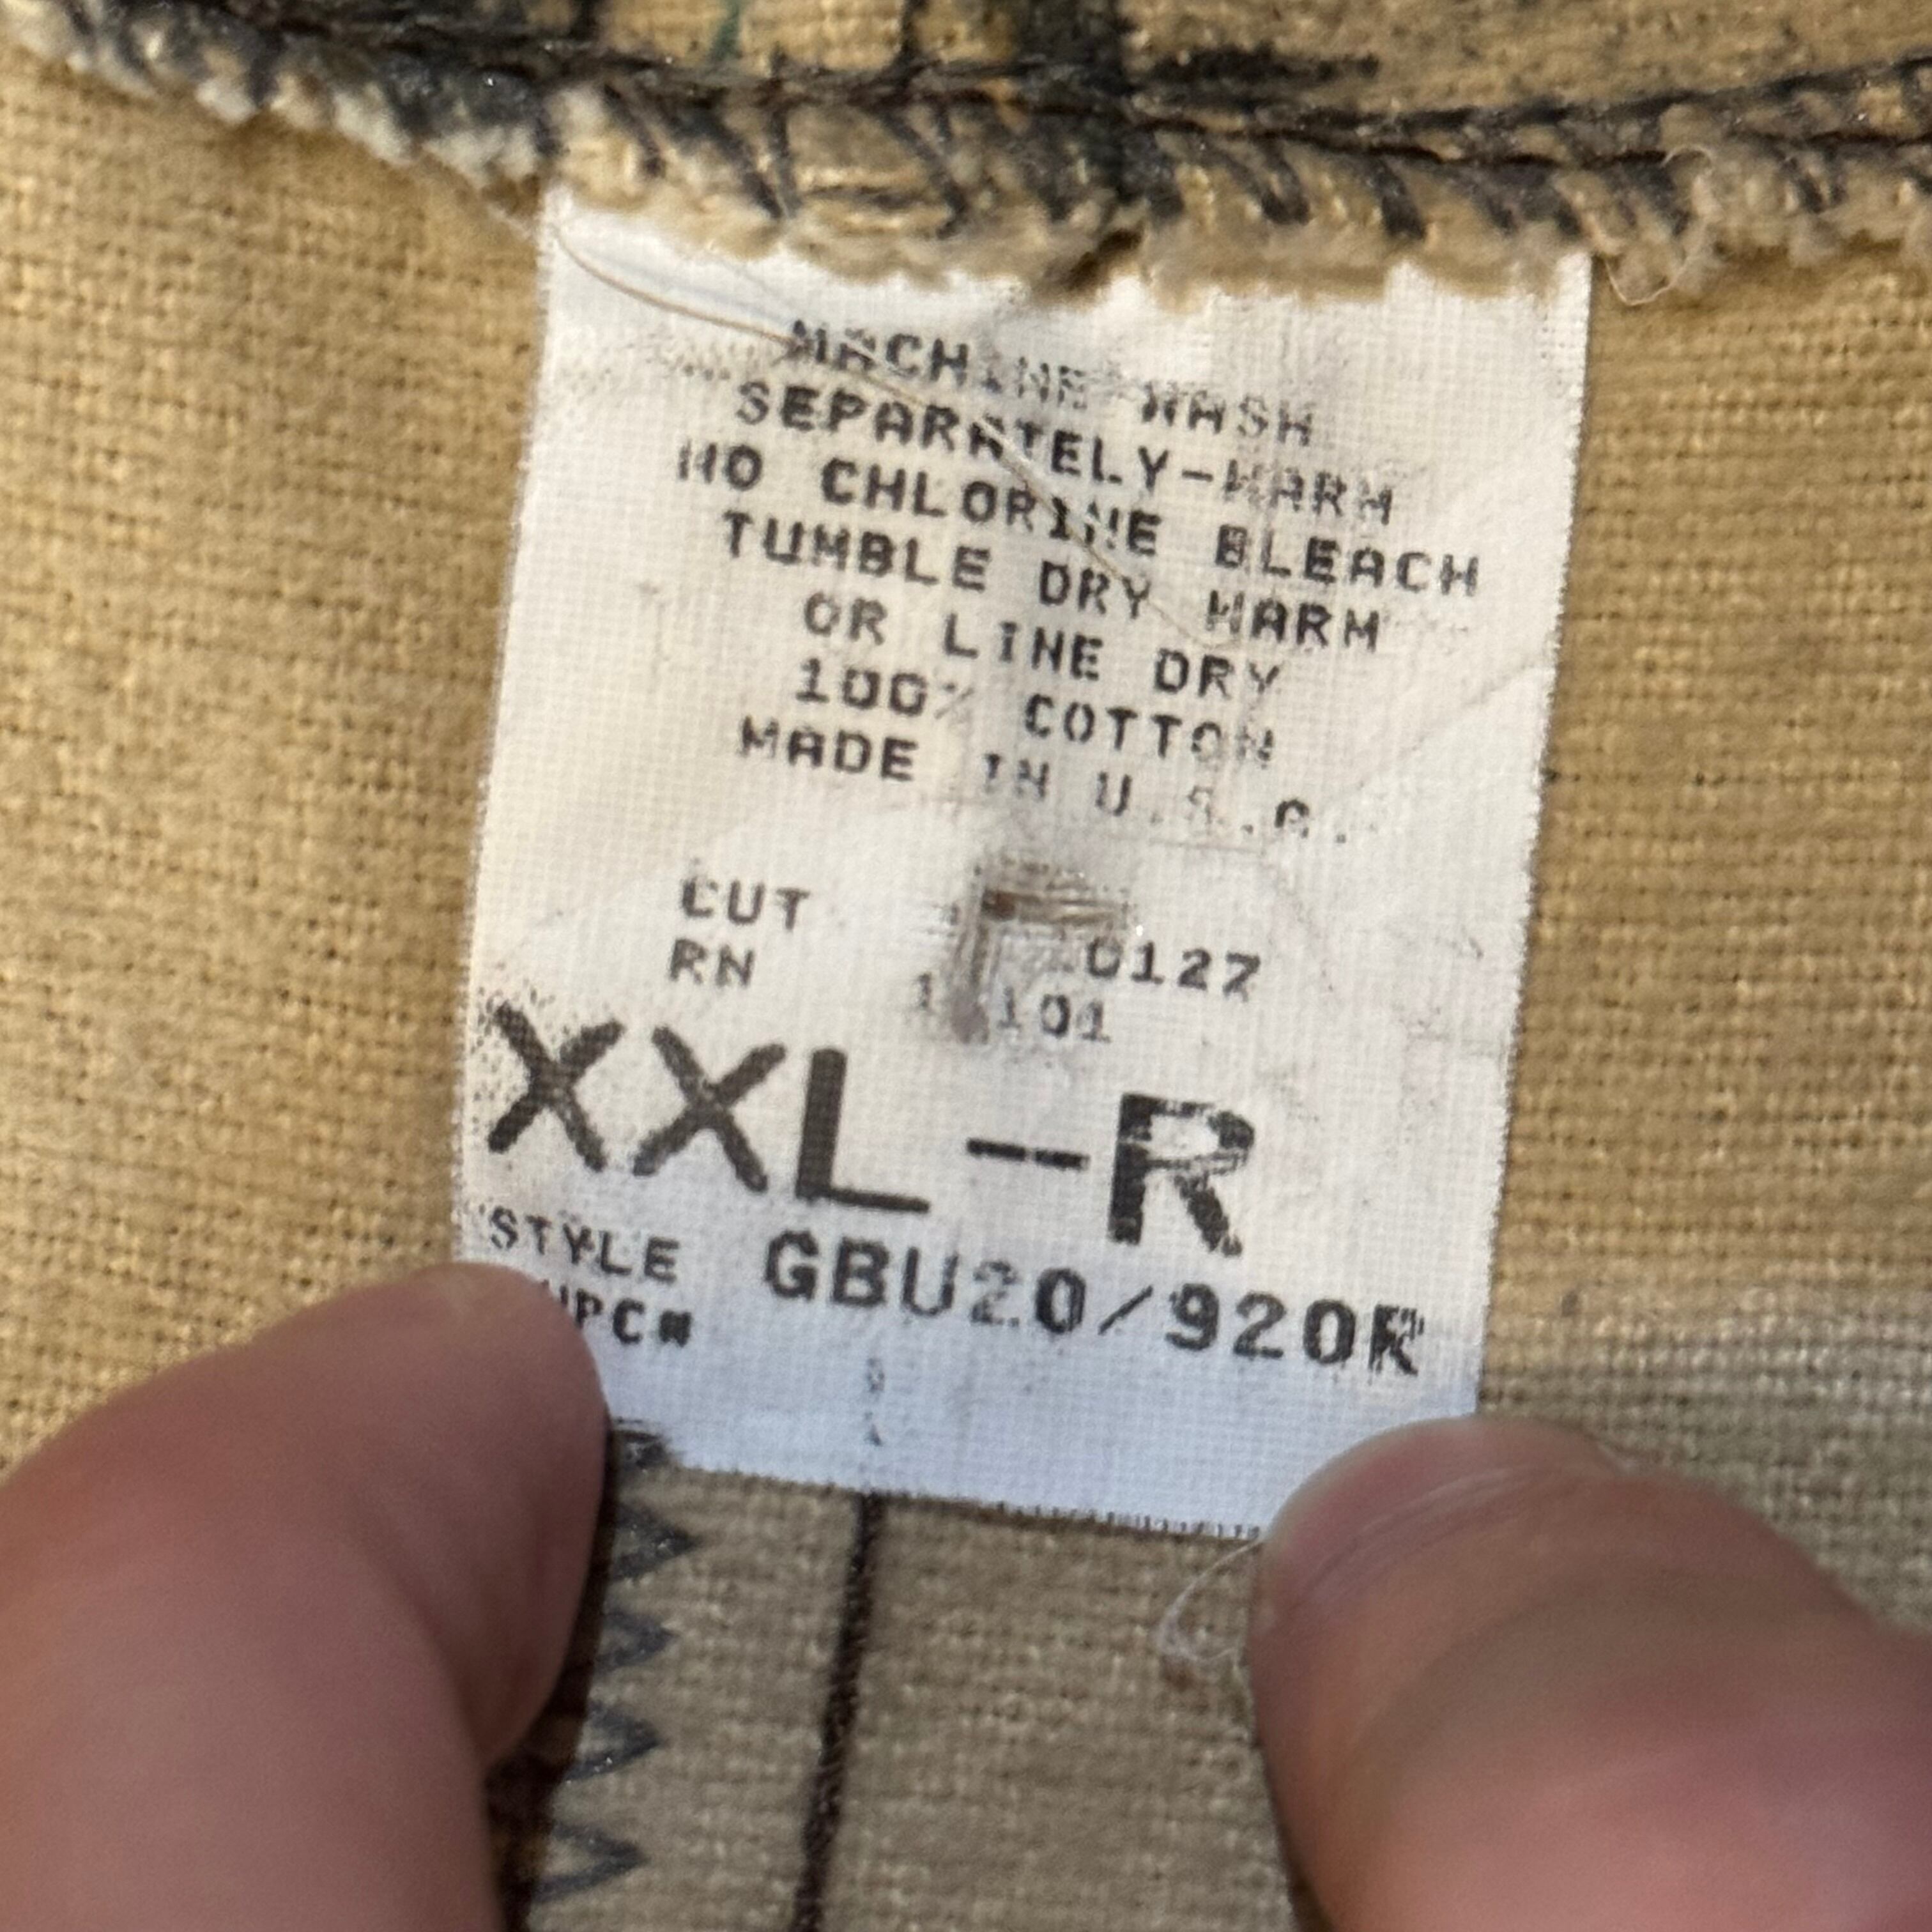 MACHINE WASH
SEPARATELY-WARM
NO CHLORINE BLEACH
TUMBLE DRY WARM
OR LINE DRY
100% COTTON
MADE IN U.S.A.
CUT
RN
XXL-R
STYLE GBU20/920R
UPC#